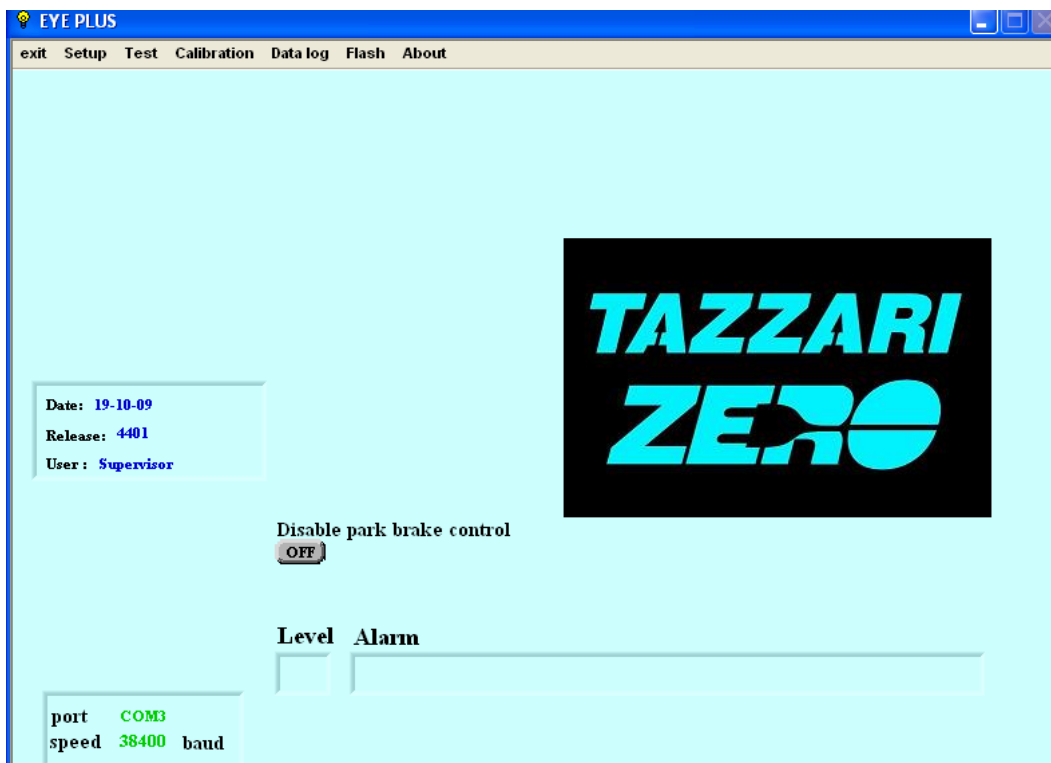 EYE PLUS
exit Setup Test Calibration Data log Flash About
TAZZARI
ZERO
Date: 19-10-09
Release: 4401
User : Supervisor
Disable park brake control
OFF
Level Alarm
port COM3
speed 38400 baud